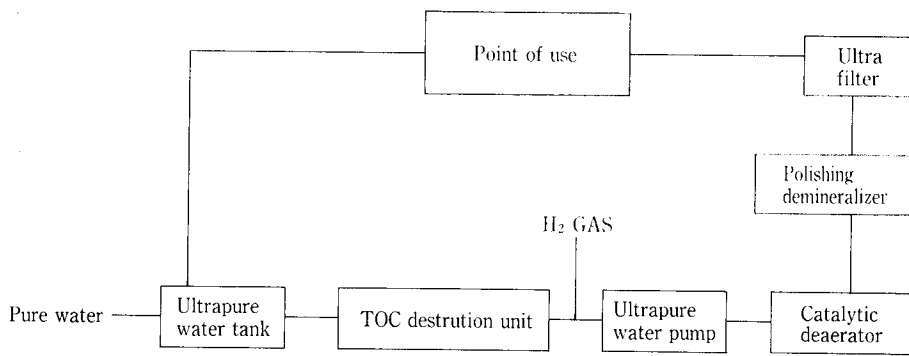 Point of use
Ultra
filter
Polishing
demineralizer
H₂ GAS
Pure water
Ultrapure
water tank
TOC destrution unit
Ultrapure
water pump
Catalytic
deaerator